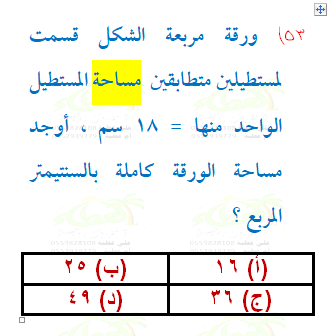 ١٥٣) ورقة مربعة الشكل قسمت
لمستطيلين متطابقين مساحة المستطيل
الواحد منها = ١٨ سم ، أوجد
مساحة الورقة كاملة بالسنتيمتر
المربع ؟
(أ) ١٦ (ب) ٢٥
(ج) ٣٦ (د) ٤٩